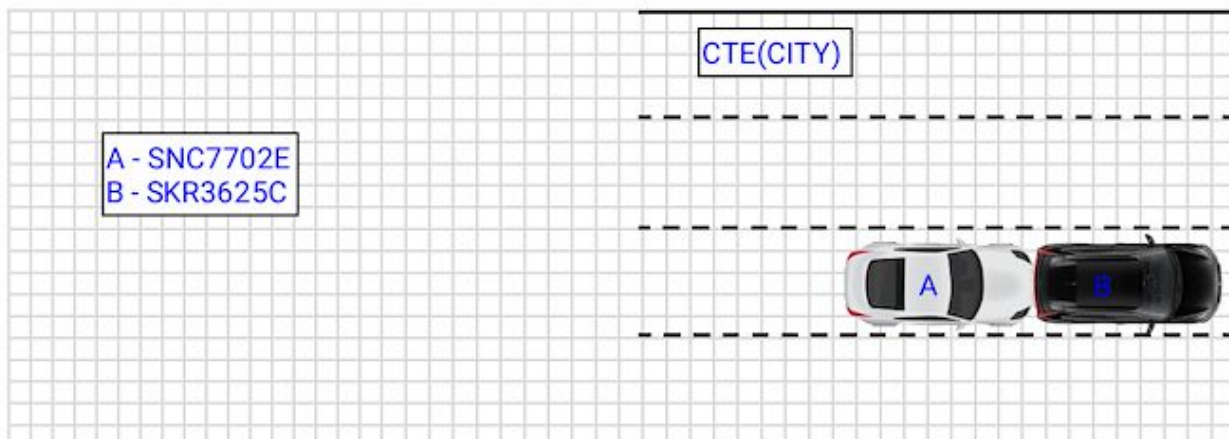 CTE(CITY)
A - SNC7702E
B - SKR3625C
A
B